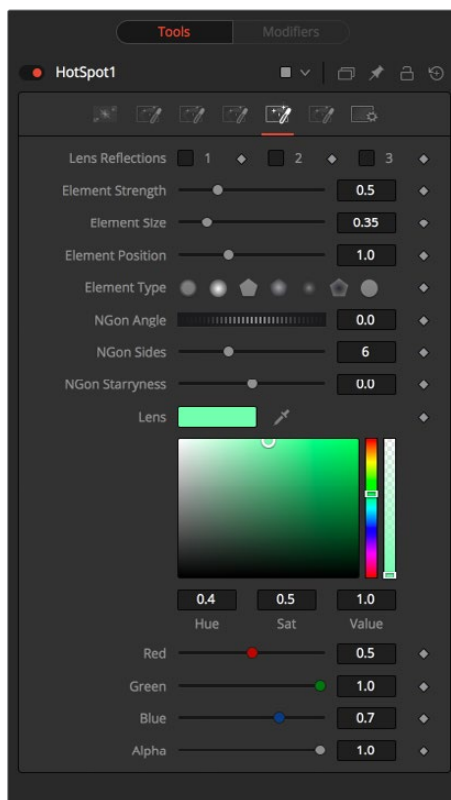 Tools Modifiers
HotSpot1
Lens Reflections 1 2 3
Element Strength 0.5
Element Size 0.35
Element Position 1.0
Element Type
NGon Angle 0.0
NGon Sides 6
NGon Starryness 0.0
Lens
0.4 0.5 1.0
Hue Sat Value
Red 0.5
Green 1.0
Blue 0.7
Alpha 1.0